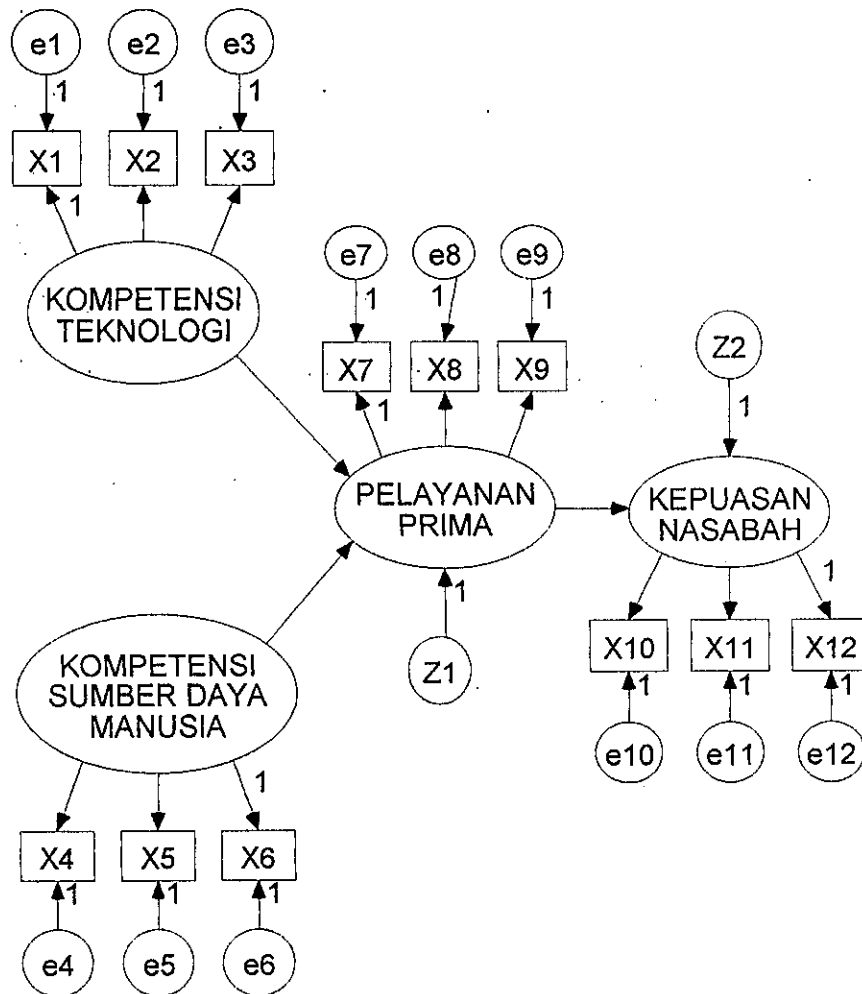 e1 e2 e3
1 1 1
X1 X2 X3
1
KOMPETENSI
TEKNOLOGI
e7 e8 e9
1 1 1
X7 X8 X9
1
Z2
1
PELAYANAN
PRIMA
KEPUASAN
NASABAH
1
Z1
1
X10 X11 X12
1 1 1
e10 e11 e12
KOMPETENSI
SUMBER DAYA
MANUSIA
1
X4 X5 X6
1 1 1
e4 e5 e6